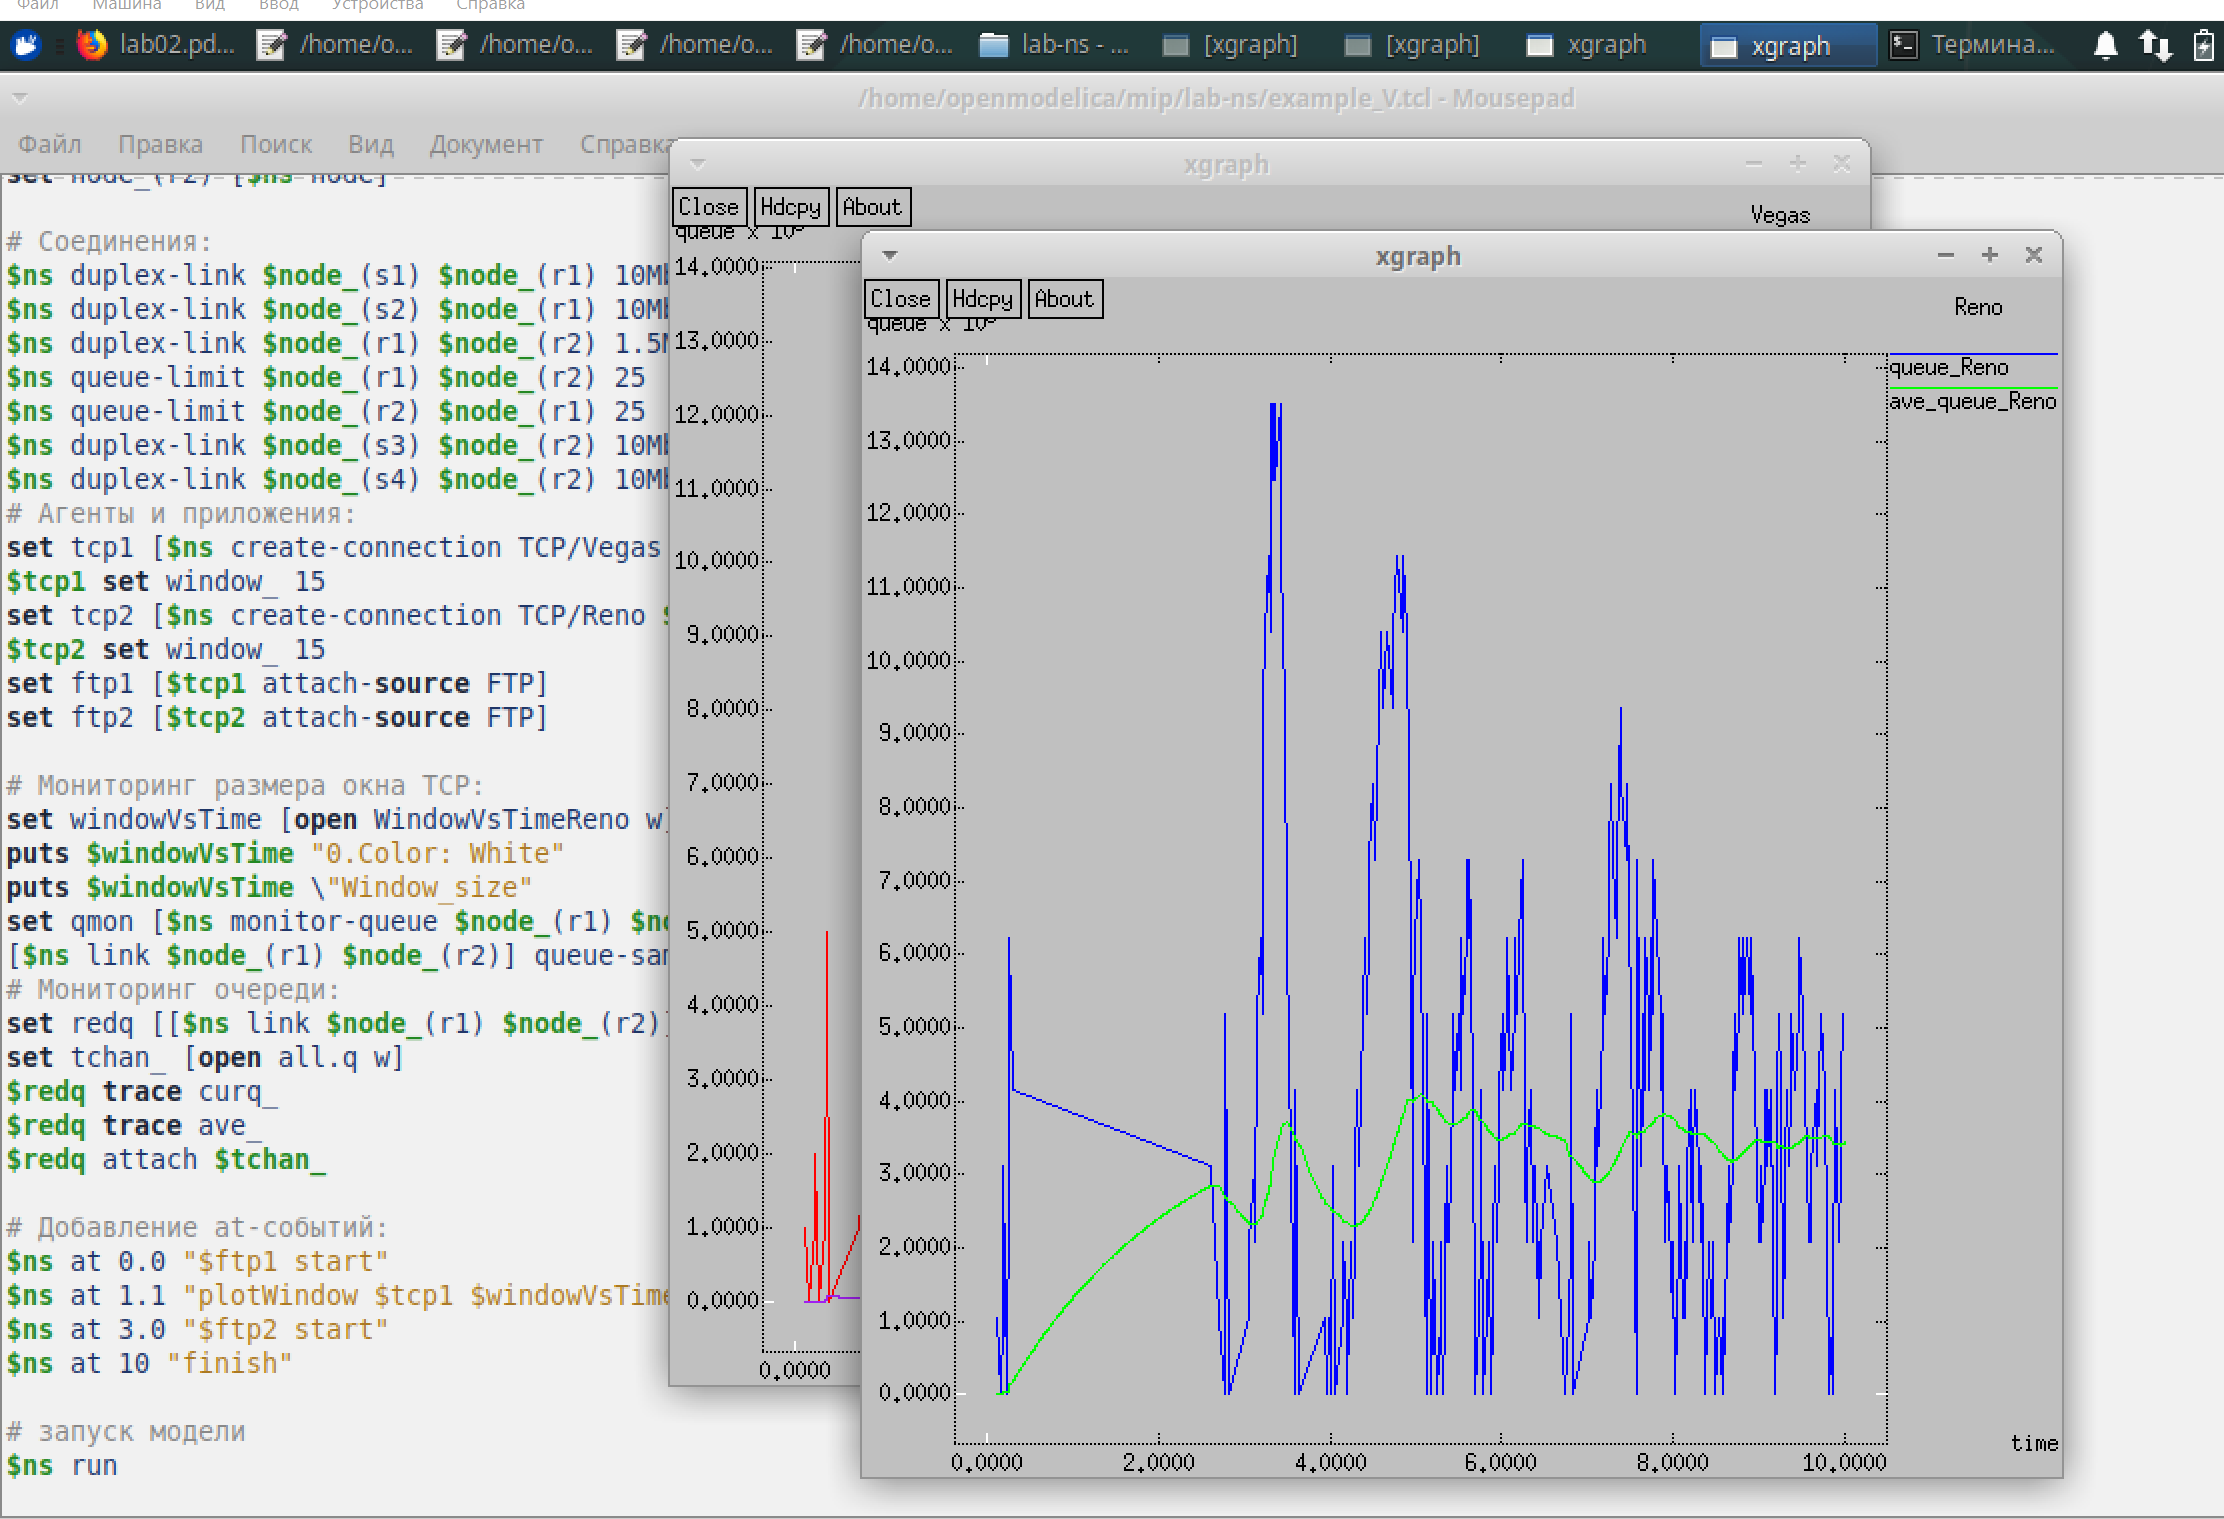 Файл Машина Вид Ввод Устройства Справка
lab02.pd... /home/o... /home/o... /home/o... /home/o... lab-ns - ... [xgraph] [xgraph] xgraph xgraph Термина...
/home/openmodelica/mip/lab-ns/example_V.tcl - Mousepad
Файл Правка Поиск Вид Документ Справка
set node_(r2) [$ns node]
# Соединения:
$ns duplex-link $node_(s1) $node_(r1) 10Mb
$ns duplex-link $node_(s2) $node_(r1) 10Mb
$ns duplex-link $node_(r1) $node_(r2) 1.5M
$ns queue-limit $node_(r1) $node_(r2) 25
$ns queue-limit $node_(r2) $node_(r1) 25
$ns duplex-link $node_(s3) $node_(r2) 10Mb
$ns duplex-link $node_(s4) $node_(r2) 10Mb
# Агенты и приложения:
set tcp1 [$ns create-connection TCP/Vegas
$tcp1 set window_ 15
set tcp2 [$ns create-connection TCP/Reno $
$tcp2 set window_ 15
set ftp1 [$tcp1 attach-source FTP]
set ftp2 [$tcp2 attach-source FTP]
# Мониторинг размера окна TCP:
set windowVsTime [open WindowVsTimeReno w]
puts $windowVsTime "0.Color: White"
puts $windowVsTime \"Window_size"
set qmon [$ns monitor-queue $node_(r1) $no
[$ns link $node_(r1) $node_(r2)] queue-sam
# Мониторинг очереди:
set redq [[$ns link $node_(r1) $node_(r2)]
set tchan_ [open all.q w]
$redq trace curq_
$redq trace ave_
$redq attach $tchan_
# Добавление at-событий:
$ns at 0.0 "$ftp1 start"
$ns at 1.1 "plotWindow $tcp1 $windowVsTime
$ns at 3.0 "$ftp2 start"
$ns at 10 "finish"
# запуск модели
$ns run
xgraph
Close Hdcpy About
Vegas
queue x 10
14.0000
13.0000
12.0000
11.0000
10.0000
9.0000
8.0000
7.0000
6.0000
5.0000
4.0000
3.0000
2.0000
1.0000
0.0000
0.0000
xgraph
Close Hdcpy About
Reno
queue x 10
queue_Reno
ave_queue_Reno
14.0000
13.0000
12.0000
11.0000
10.0000
9.0000
8.0000
7.0000
6.0000
5.0000
4.0000
3.0000
2.0000
1.0000
0.0000
time
0.0000 2.0000 4.0000 6.0000 8.0000 10.0000